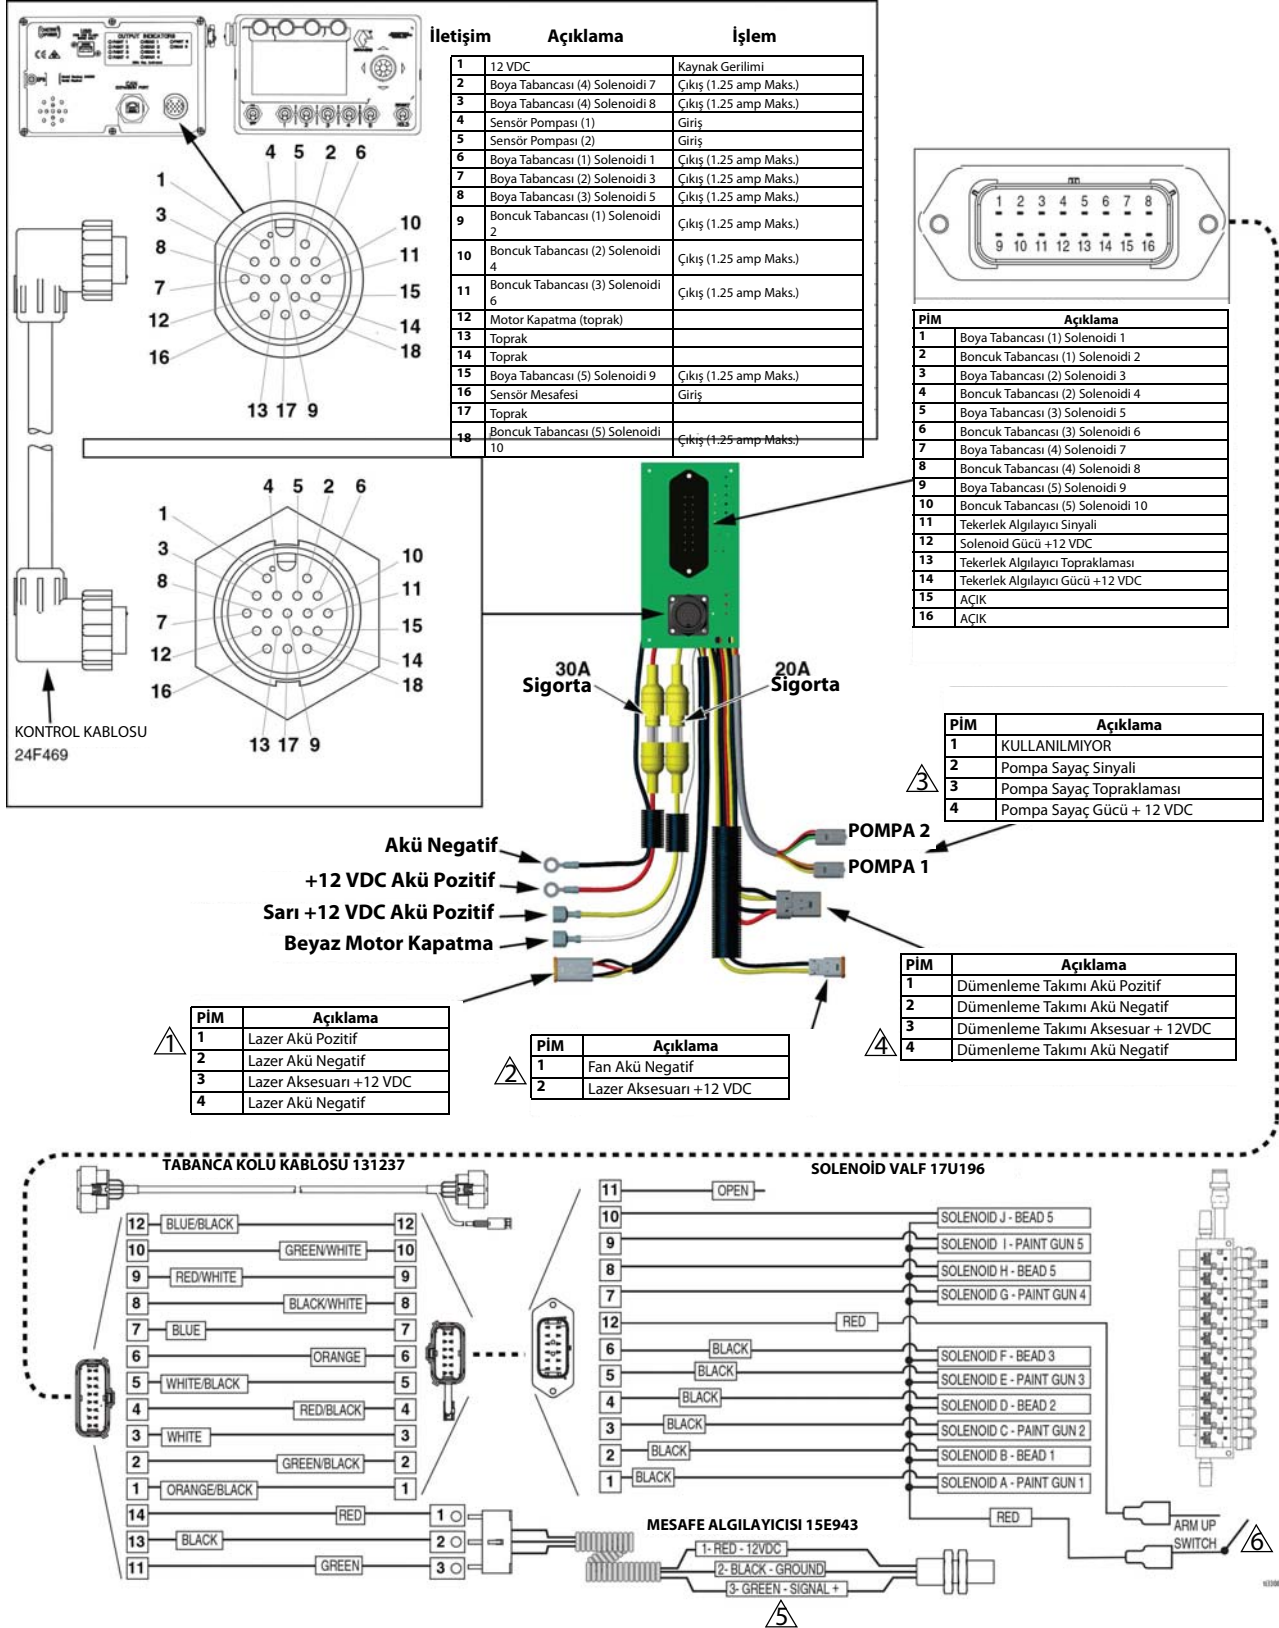 OUTPUT INDICATORS
CAN
İletişim Açıklama İşlem
1 12 VDC Kaynak Gerilimi
2 Boya Tabancası (4) Solenoidi 7 Çıkış (1.25 amp Maks.)
3 Boya Tabancası (4) Solenoidi 8 Çıkış (1.25 amp Maks.)
4 Sensör Pompası (1) Giriş
5 Sensör Pompası (2) Giriş
6 Boya Tabancası (1) Solenoidi 1 Çıkış (1.25 amp Maks.)
7 Boya Tabancası (2) Solenoidi 3 Çıkış (1.25 amp Maks.)
8 Boya Tabancası (3) Solenoidi 5 Çıkış (1.25 amp Maks.)
9 Boncuk Tabancası (1) Solenoidi 2 Çıkış (1.25 amp Maks.)
10 Boncuk Tabancası (2) Solenoidi 4 Çıkış (1.25 amp Maks.)
11 Boncuk Tabancası (3) Solenoidi 6 Çıkış (1.25 amp Maks.)
12 Motor Kapatma (toprak)
13 Toprak
14 Toprak
15 Boya Tabancası (5) Solenoidi 9 Çıkış (1.25 amp Maks.)
16 Sensör Mesafesi Giriş
17 Toprak
18 Boncuk Tabancası (5) Solenoidi 10 Çıkış (1.25 amp Maks.)
4 5 2 6
1
3
8
7
12
16
10
11
15
14
18
13 17 9
4 5 2 6
1
3
8
7
12
16
10
11
15
14
18
13 17 9
KONTROL KABLOSU
24F469
1 2 3 4 5 6 7 8
9 10 11 12 13 14 15 16
PİM Açıklama
1 Boya Tabancası (1) Solenoidi 1
2 Boncuk Tabancası (1) Solenoidi 2
3 Boya Tabancası (2) Solenoidi 3
4 Boncuk Tabancası (2) Solenoidi 4
5 Boya Tabancası (3) Solenoidi 5
6 Boncuk Tabancası (3) Solenoidi 6
7 Boya Tabancası (4) Solenoidi 7
8 Boncuk Tabancası (4) Solenoidi 8
9 Boya Tabancası (5) Solenoidi 9
10 Boncuk Tabancası (5) Solenoidi 10
11 Tekerlek Algılayıcı Sinyali
12 Solenoid Gücü +12 VDC
13 Tekerlek Algılayıcı Topraklaması
14 Tekerlek Algılayıcı Gücü +12 VDC
15 AÇIK
16 AÇIK
30A
Sigorta
20A
Sigorta
3
PİM Açıklama
1 KULLANILMIYOR
2 Pompa Sayaç Sinyali
3 Pompa Sayaç Topraklaması
4 Pompa Sayaç Gücü + 12 VDC
POMPA 2
POMPA 1
Akü Negatif
+12 VDC Akü Pozitif
Sarı +12 VDC Akü Pozitif
Beyaz Motor Kapatma
1
PİM Açıklama
1 Lazer Akü Pozitif
2 Lazer Akü Negatif
3 Lazer Aksesuarı +12 VDC
4 Lazer Akü Negatif
2
PİM Açıklama
1 Fan Akü Negatif
2 Lazer Aksesuarı +12 VDC
4
PİM Açıklama
1 Dümenleme Takımı Akü Pozitif
2 Dümenleme Takımı Akü Negatif
3 Dümenleme Takımı Aksesuar + 12VDC
4 Dümenleme Takımı Akü Negatif
TABANCA KOLU KABLOSU 131237
12 BLUE/BLACK 12
10 GREEN/WHITE 10
9 RED/WHITE 9
8 BLACK/WHITE 8
7 BLUE 7
6 ORANGE 6
5 WHITE/BLACK 5
4 RED/BLACK 4
3 WHITE 3
2 GREEN/BLACK 2
1 ORANGE/BLACK 1
14 RED 1
13 BLACK 2
11 GREEN 3
SOLENOİD VALF 17U196
11 OPEN
10 SOLENOID J - BEAD 5
9 SOLENOID I - PAINT GUN 5
8 SOLENOID H - BEAD 5
7 SOLENOID G - PAINT GUN 4
12 RED
6 BLACK SOLENOID F - BEAD 3
5 BLACK SOLENOID E - PAINT GUN 3
4 BLACK SOLENOID D - BEAD 2
3 BLACK SOLENOID C - PAINT GUN 2
2 BLACK SOLENOID B - BEAD 1
1 BLACK SOLENOID A - PAINT GUN 1
RED
ARM UP
SWITCH
6
MESAFE ALGILAYICISI 15E943
1- RED - 12VDC
2- BLACK - GROUND
3- GREEN - SIGNAL +
5